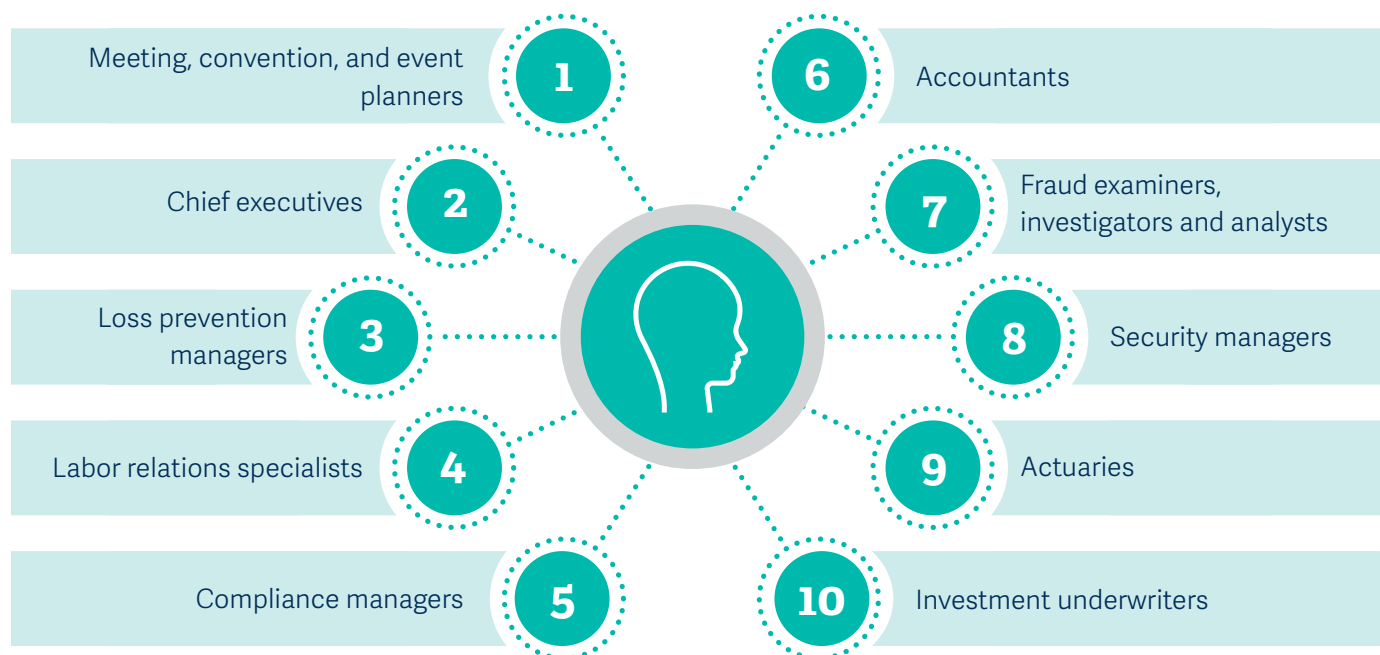 1
Meeting, convention, and event
planners
2
Chief executives
3
Loss prevention
managers
4
Labor relations specialists
5
Compliance managers
6
Accountants
7
Fraud examiners,
investigators and analysts
8
Security managers
9
Actuaries
10
Investment underwriters